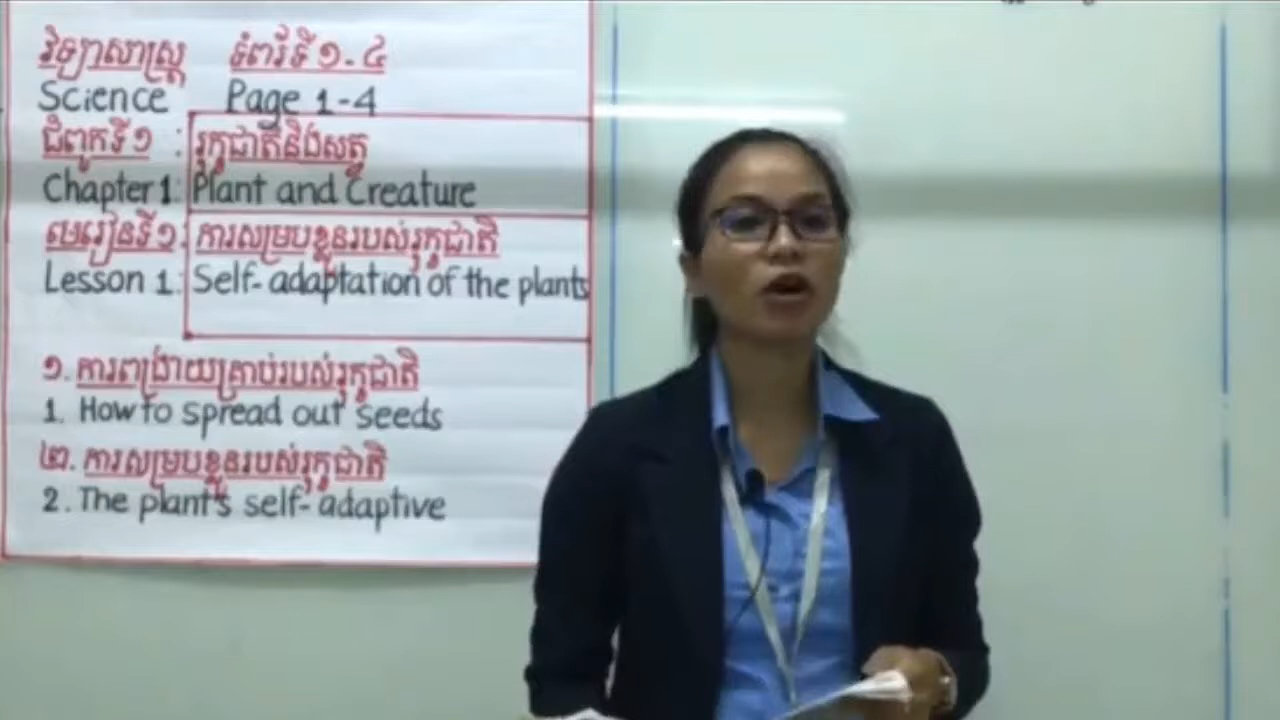 វិទ្យាសាស្ត្រ ទំព័រទី ១-៤
Science Page 1-4
ជំពូកទី១ : រុក្ខជាតិនិងសត្វ
Chapter 1: Plant and Creature
មេរៀនទី១: ការសម្របខ្លួនរបស់រុក្ខជាតិ
Lesson 1: Self-adaptation of the plants
១. ការពង្រាយគ្រាប់របស់រុក្ខជាតិ
1. How to spread out seeds
២. ការសម្របខ្លួនរបស់រុក្ខជាតិ
2. The plant's self-adaptive